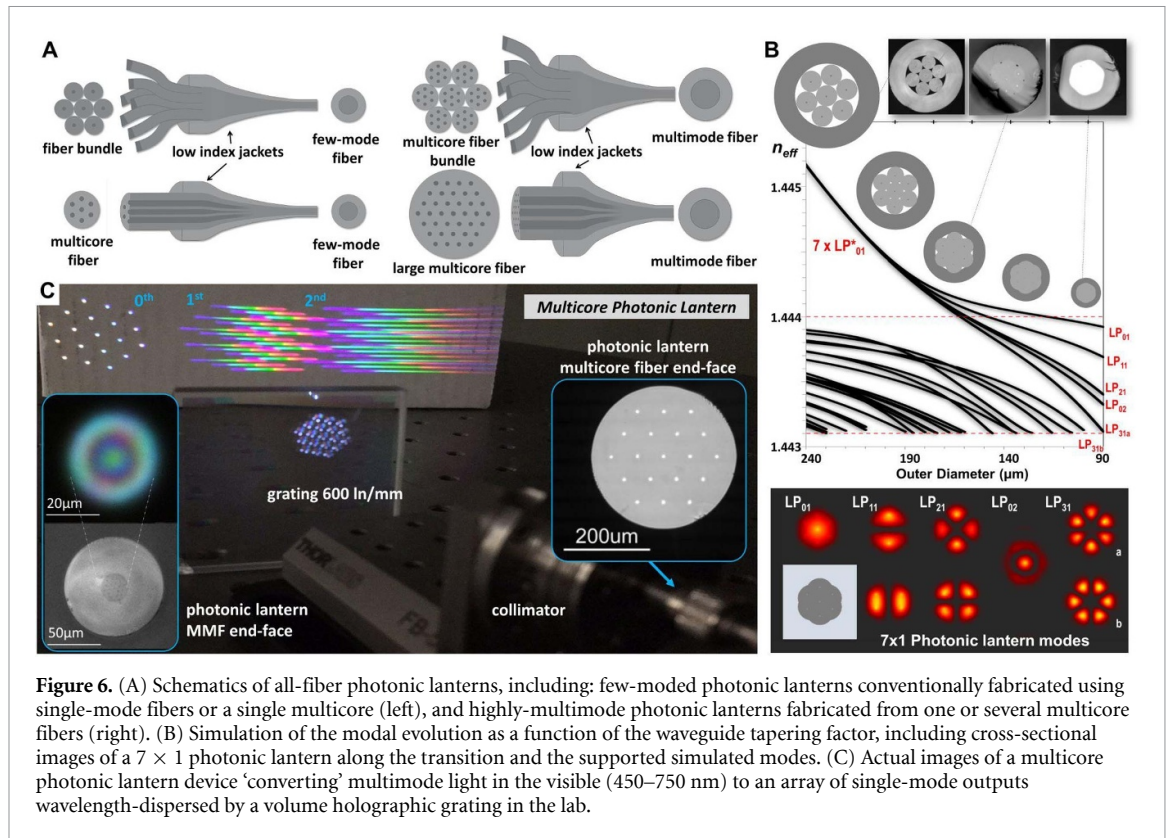 A
fiber bundle
low index jackets
few-mode
fiber
multicore fiber
bundle
low index jackets
multimode fiber
multicore
fiber
few-mode
fiber
large multicore fiber
multimode fiber
B
n_eff
1.445
7 x LP*01
1.444
LP01
LP11
LP21
LP02
LP31a
LP31b
1.443
240
190
140
90
Outer Diameter (µm)
LP01
LP11
LP21
LP02
LP31
a
b
7x1 Photonic lantern modes
C
0th
1st
2nd
Multicore Photonic Lantern
photonic lantern
multicore fiber end-face
200um
grating 600 ln/mm
20µm
50µm
photonic lantern
MMF end-face
THOR
FB-
collimator
Figure 6. (A) Schematics of all-fiber photonic lanterns, including: few-moded photonic lanterns conventionally fabricated using
single-mode fibers or a single multicore (left), and highly-multimode photonic lanterns fabricated from one or several multicore
fibers (right). (B) Simulation of the modal evolution as a function of the waveguide tapering factor, including cross-sectional
images of a 7 × 1 photonic lantern along the transition and the supported simulated modes. (C) Actual images of a multicore
photonic lantern device ‘converting’ multimode light in the visible (450–750 nm) to an array of single-mode outputs
wavelength-dispersed by a volume holographic grating in the lab.